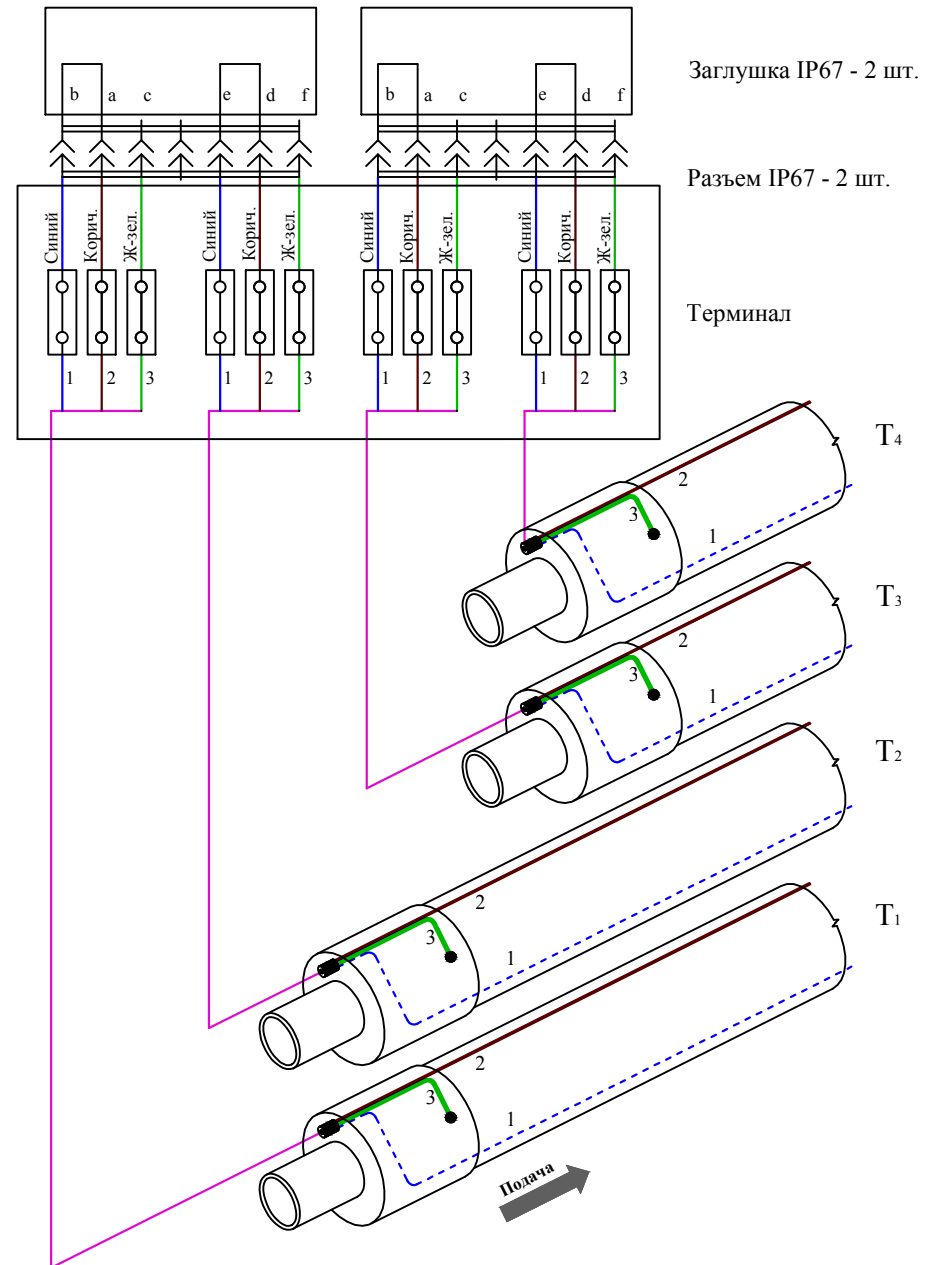 b a c e d f b a c e d f
Заглушка IP67 - 2 шт.
Разъем IP67 - 2 шт.
Синий Корич. Ж-зел. Синий Корич. Ж-зел. Синий Корич. Ж-зел. Синий Корич. Ж-зел.
Терминал
1 2 3 1 2 3 1 2 3 1 2 3
T4
2
3
1
T3
2
3
1
T2
2
3
1
T1
2
3
1
Подача